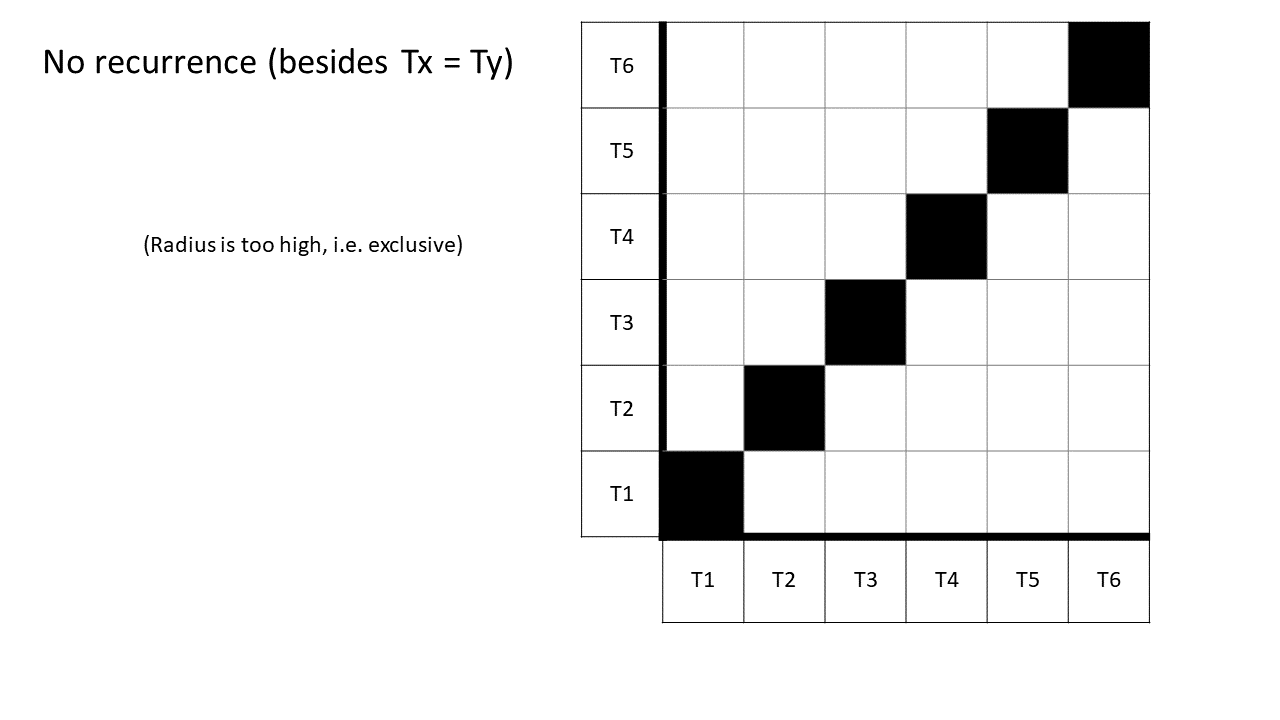 No recurrence (besides Tx = Ty)
(Radius is too high, i.e. exclusive)
T6
T5
T4
T3
T2
T1
T1 T2 T3 T4 T5 T6